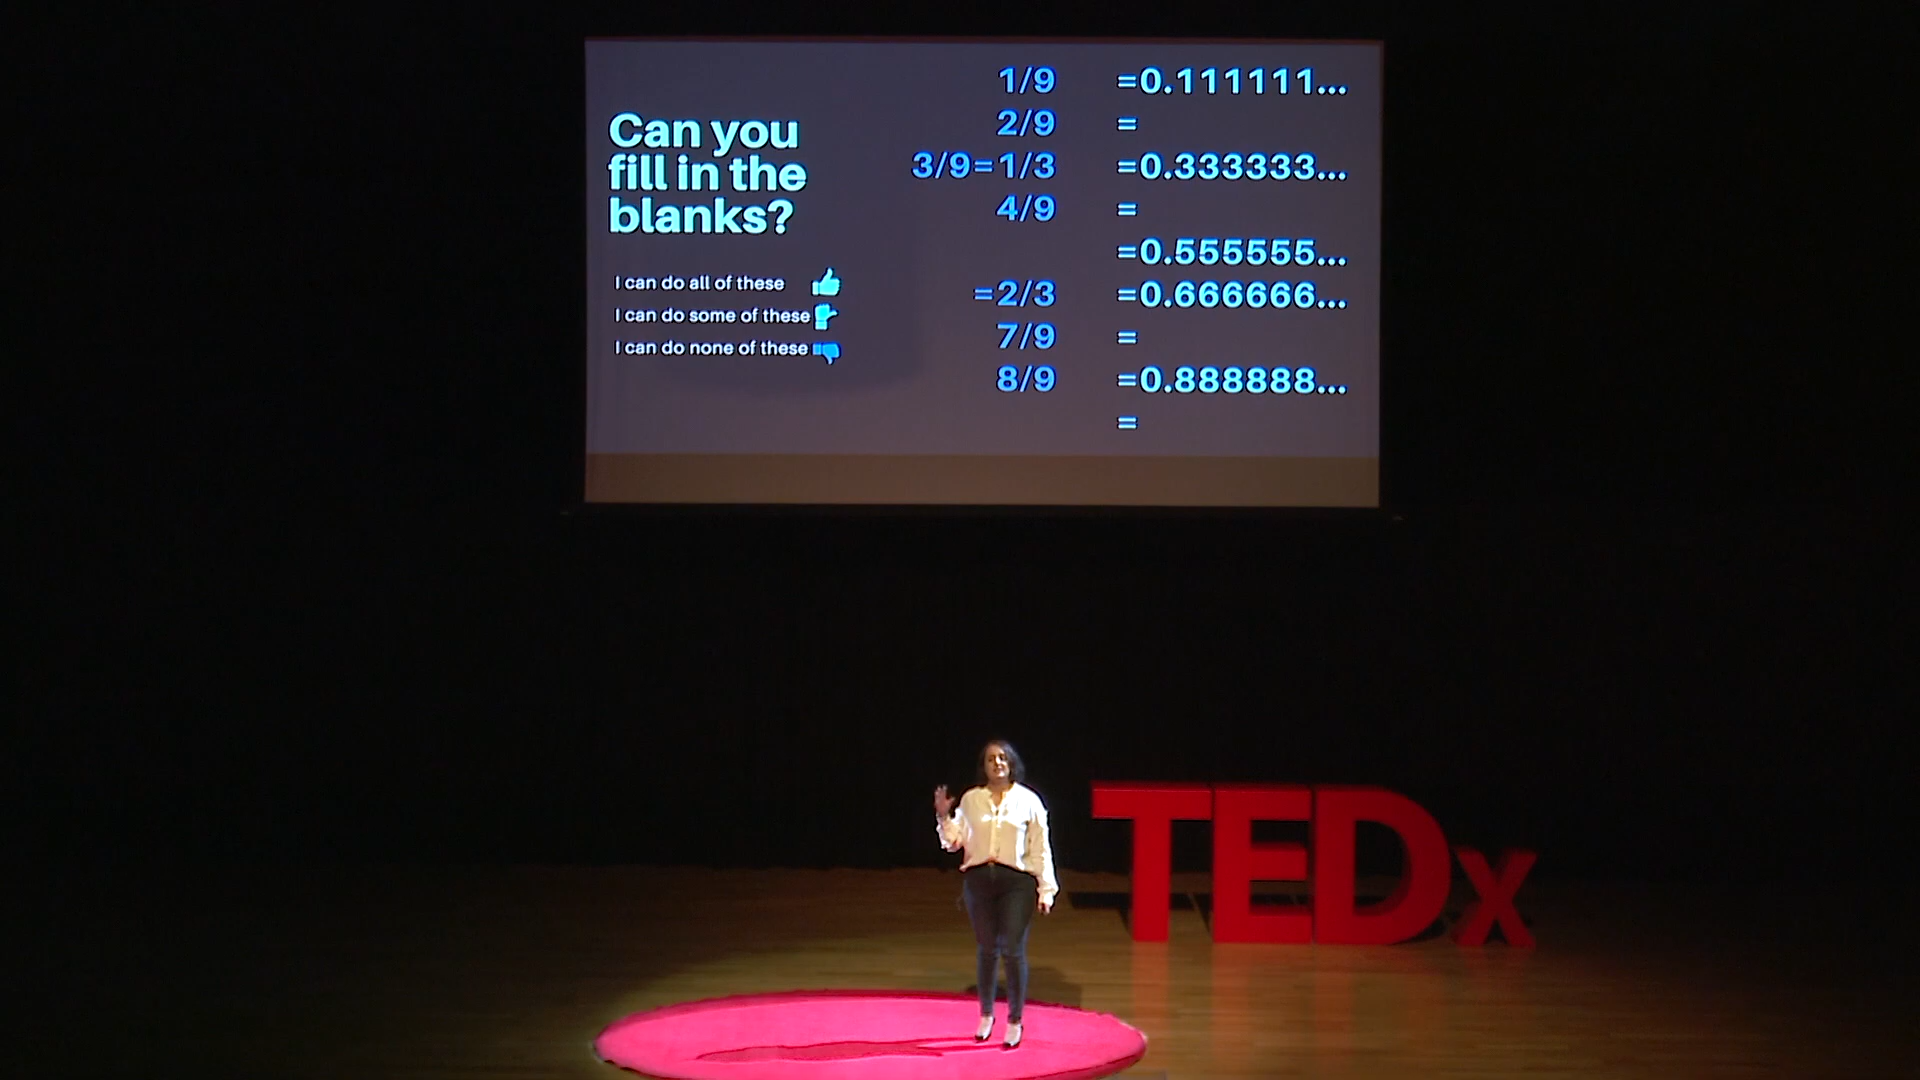 Can you
fill in the
blanks?
I can do all of these
I can do some of these
I can do none of these
1/9 =0.111111...
2/9 =
3/9=1/3 =0.333333...
4/9 =
=0.555555...
=2/3 =0.666666...
7/9 =
8/9 =0.888888...
=
TEDx